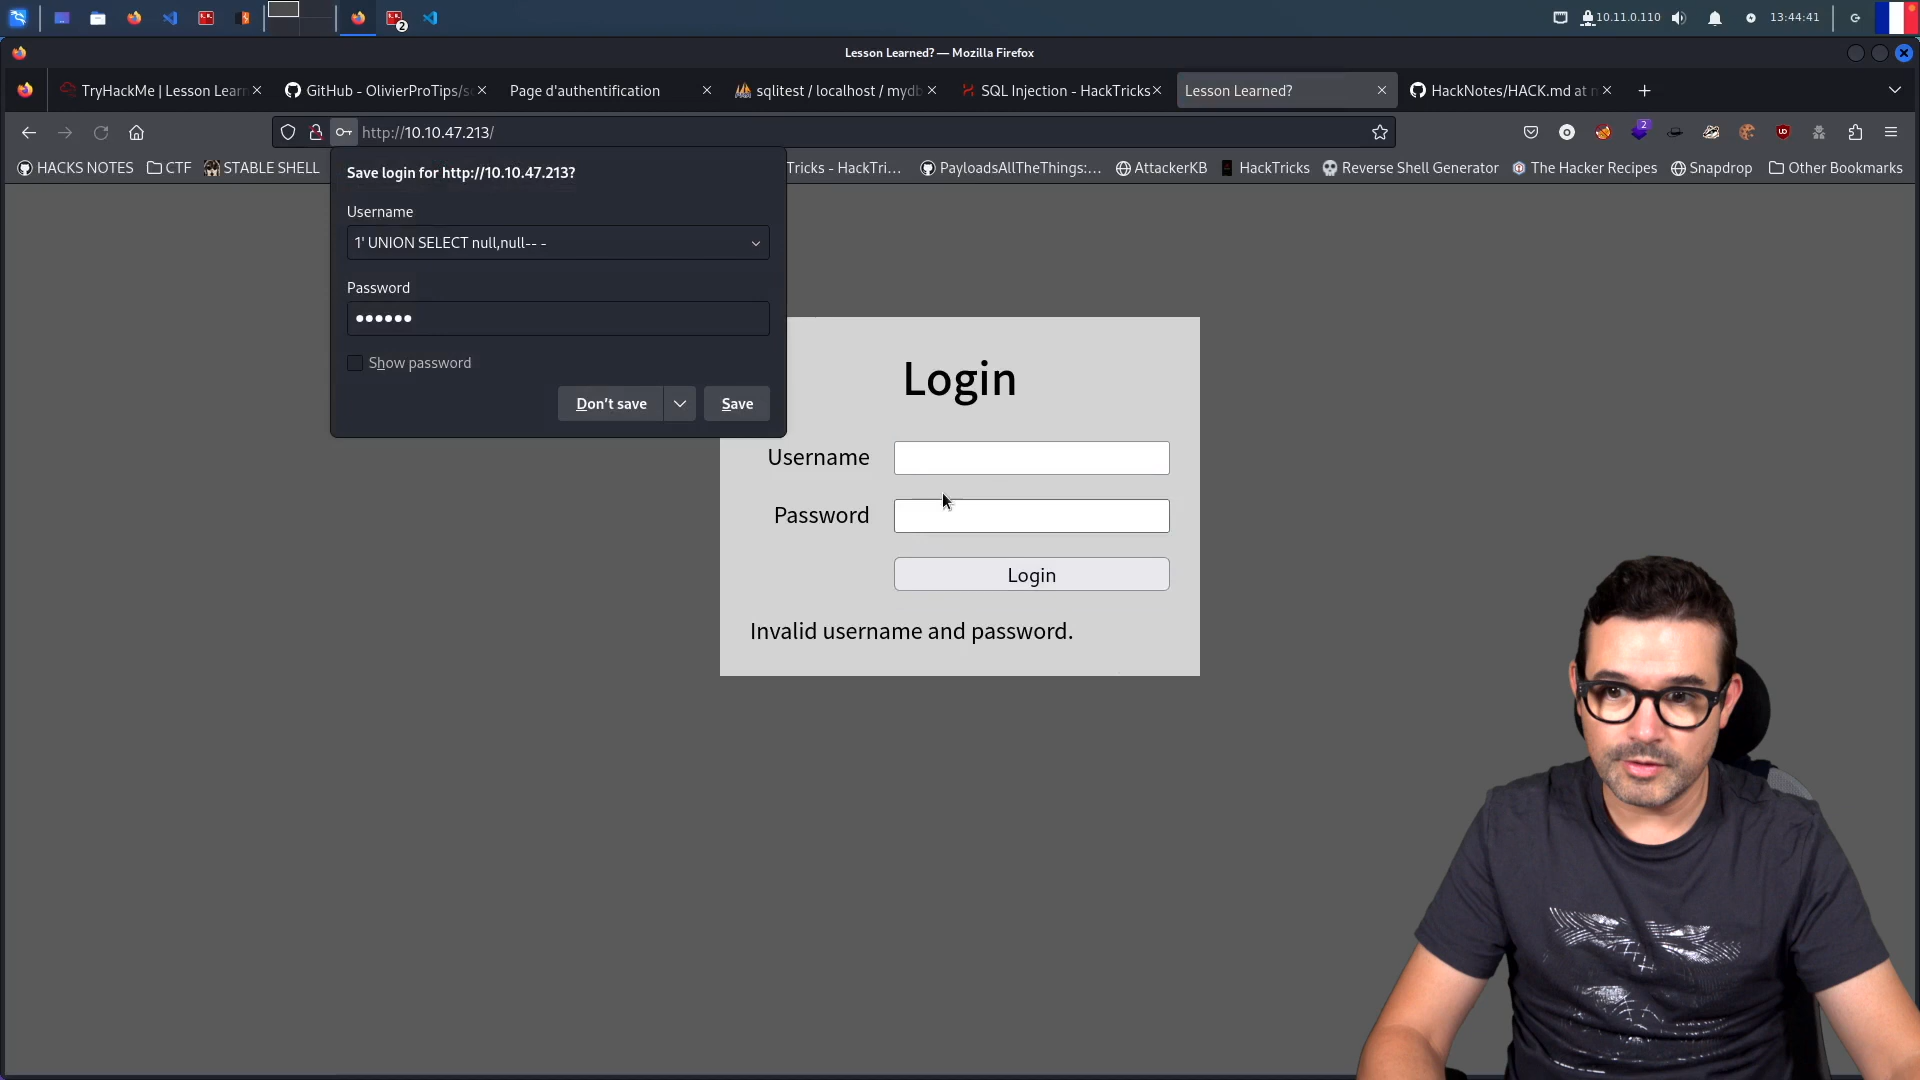 10.11.0.110
13:44:41
2
Lesson Learned? — Mozilla Firefox
TryHackMe | Lesson Learn
GitHub - OlivierProTips/s
Page d'authentification
sqlitest / localhost / mydb
SQL Injection - HackTricks
Lesson Learned?
HackNotes/HACK.md at
http://10.10.47.213/
2
HACKS NOTES
CTF
STABLE SHELL
Tricks - HackTri...
PayloadsAllTheThings:...
AttackerKB
HackTricks
Reverse Shell Generator
The Hacker Recipes
Snapdrop
Other Bookmarks
Save login for http://10.10.47.213?
Username
1' UNION SELECT null,null-- -
Password
••••••
Show password
Don't save
Save
Login
Username
Password
Login
Invalid username and password.